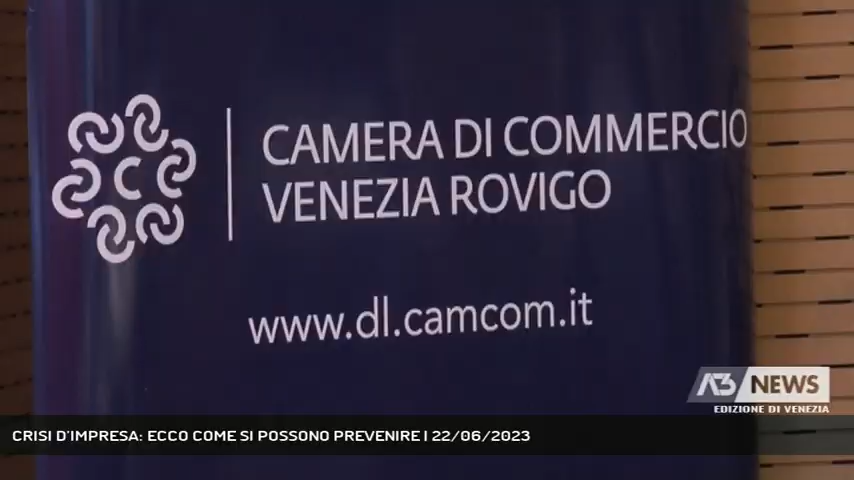 CAMERA DI COMMERCIO
VENEZIA ROVIGO
www.dl.camcom.it
A3 NEWS
EDIZIONE DI VENEZIA
CRISI D'IMPRESA: ECCO COME SI POSSONO PREVENIRE | 22/06/2023